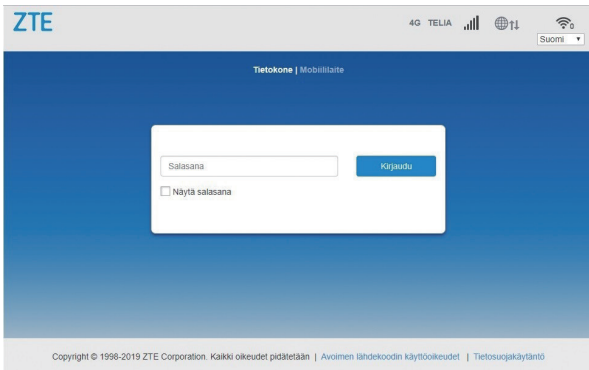 ZTE
4G TELIA
0
Suomi
Tietokone | Mobiililaite
Salasana
Kirjaudu
Näytä salasana
Copyright © 1998-2019 ZTE Corporation. Kaikki oikeudet pidätetään | Avoimen lähdekoodin käyttöoikeudet | Tietosuojakäytäntö